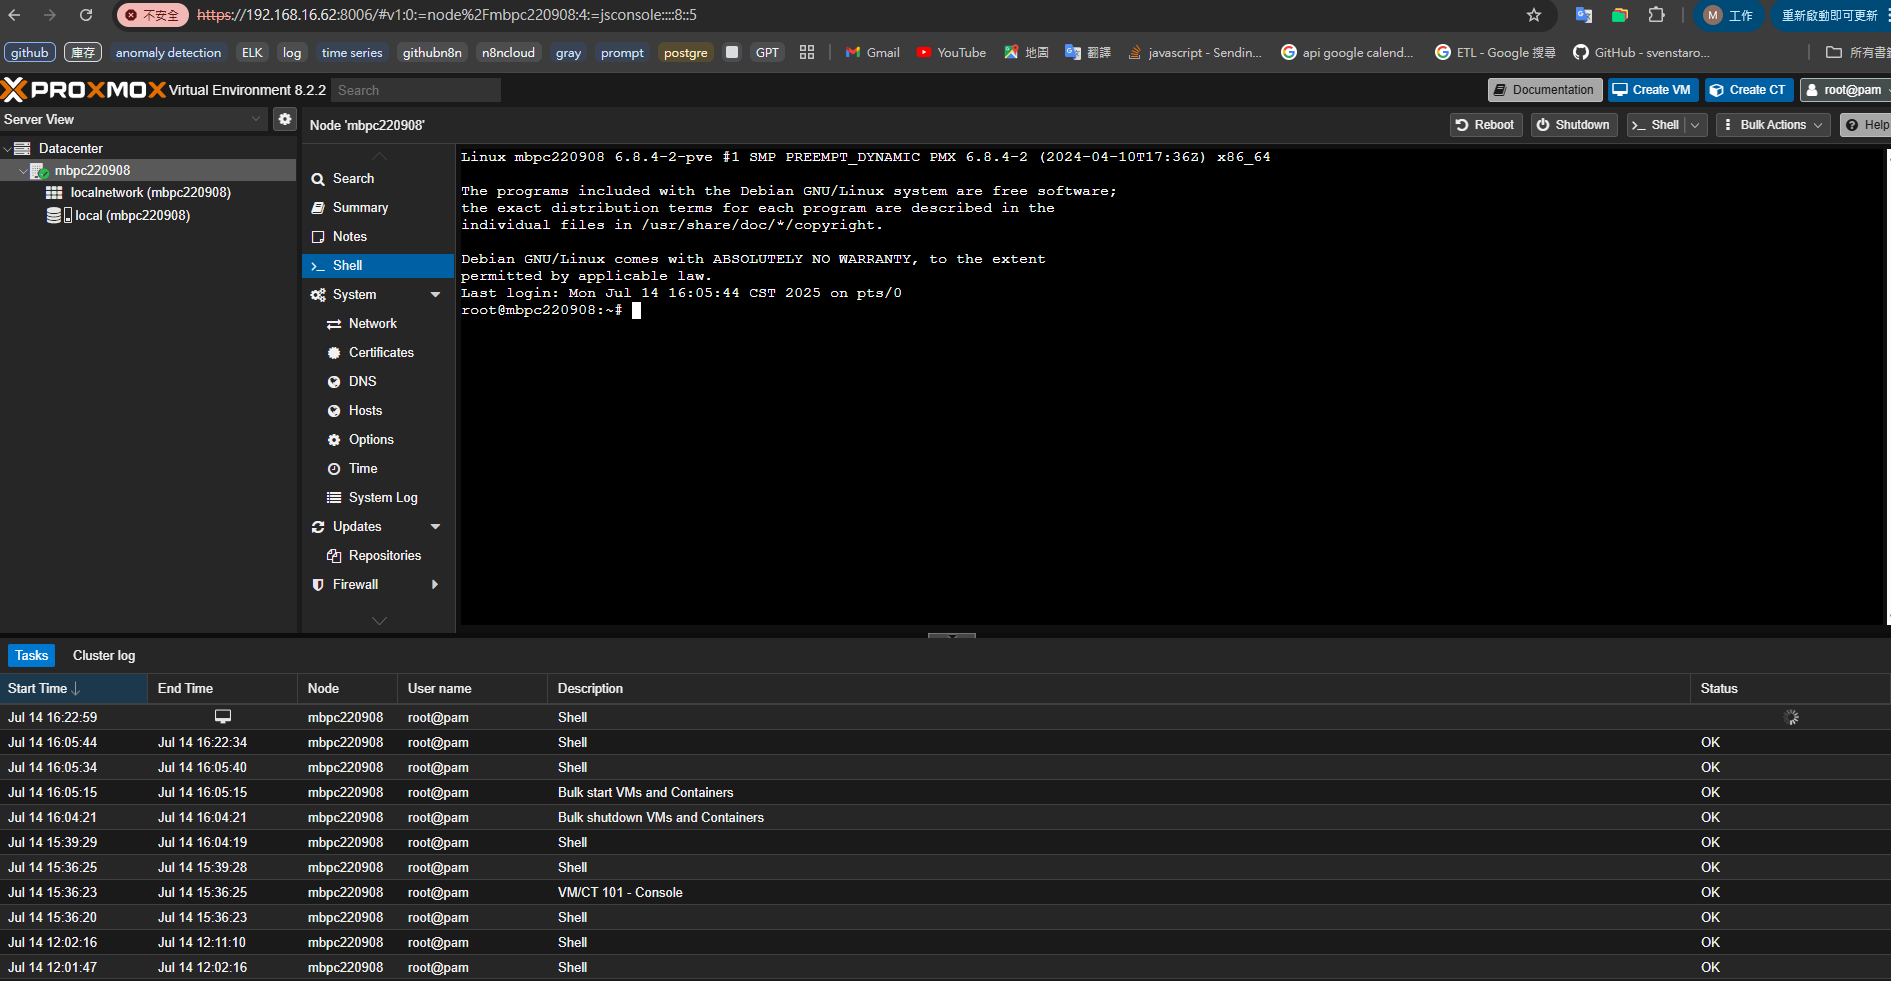 不安全 https://192.168.16.62:8006/#v1:0:=node%2Fmbpc220908:4:=jsconsole::::8::5 M 工作 重新啟動即可更新
github 庫存 anomaly detection ELK log time series githubn8n n8ncloud gray prompt postgre GPT Gmail YouTube 地圖 翻譯 javascript - Sendin... api google calend... ETL - Google 搜尋 GitHub - svenstaro... 所有書籤
PROXMOX Virtual Environment 8.2.2 Search Documentation Create VM Create CT root@pam
Server View
Node 'mbpc220908' Reboot Shutdown Shell Bulk Actions Help
Datacenter
mbpc220908
localnetwork (mbpc220908)
local (mbpc220908)
Search
Summary
Notes
Shell
System
Network
Certificates
DNS
Hosts
Options
Time
System Log
Updates
Repositories
Firewall
Linux mbpc220908 6.8.4-2-pve #1 SMP PREEMPT_DYNAMIC PMX 6.8.4-2 (2024-04-10T17:36Z) x86_64
The programs included with the Debian GNU/Linux system are free software;
the exact distribution terms for each program are described in the
individual files in /usr/share/doc/*/copyright.
Debian GNU/Linux comes with ABSOLUTELY NO WARRANTY, to the extent
permitted by applicable law.
Last login: Mon Jul 14 16:05:44 CST 2025 on pts/0
root@mbpc220908:~#
Tasks Cluster log
Start Time End Time Node User name Description Status
Jul 14 16:22:59 mbpc220908 root@pam Shell
Jul 14 16:05:44 Jul 14 16:22:34 mbpc220908 root@pam Shell OK
Jul 14 16:05:34 Jul 14 16:05:40 mbpc220908 root@pam Shell OK
Jul 14 16:05:15 Jul 14 16:05:15 mbpc220908 root@pam Bulk start VMs and Containers OK
Jul 14 16:04:21 Jul 14 16:04:21 mbpc220908 root@pam Bulk shutdown VMs and Containers OK
Jul 14 15:39:29 Jul 14 16:04:19 mbpc220908 root@pam Shell OK
Jul 14 15:36:25 Jul 14 15:39:28 mbpc220908 root@pam Shell OK
Jul 14 15:36:23 Jul 14 15:36:25 mbpc220908 root@pam VM/CT 101 - Console OK
Jul 14 15:36:20 Jul 14 15:36:23 mbpc220908 root@pam Shell OK
Jul 14 12:02:16 Jul 14 12:11:10 mbpc220908 root@pam Shell OK
Jul 14 12:01:47 Jul 14 12:02:16 mbpc220908 root@pam Shell OK